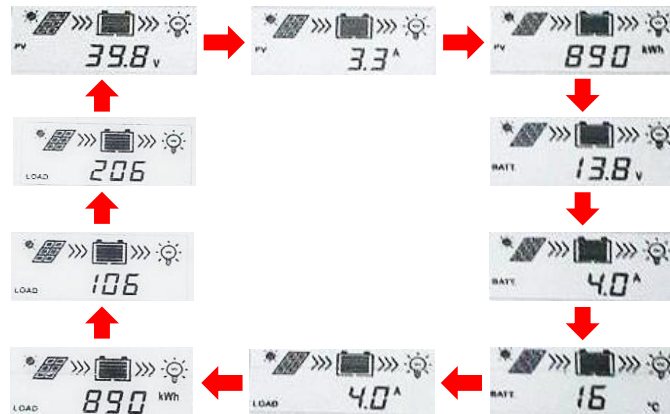 PV 39.8 V
PV 3.3 A
PV 890 kWh
BATT. 13.8 V
BATT. 4.0 A
BATT. 16 °C
LOAD 4.0 A
LOAD 890 kWh
LOAD 106
LOAD 206